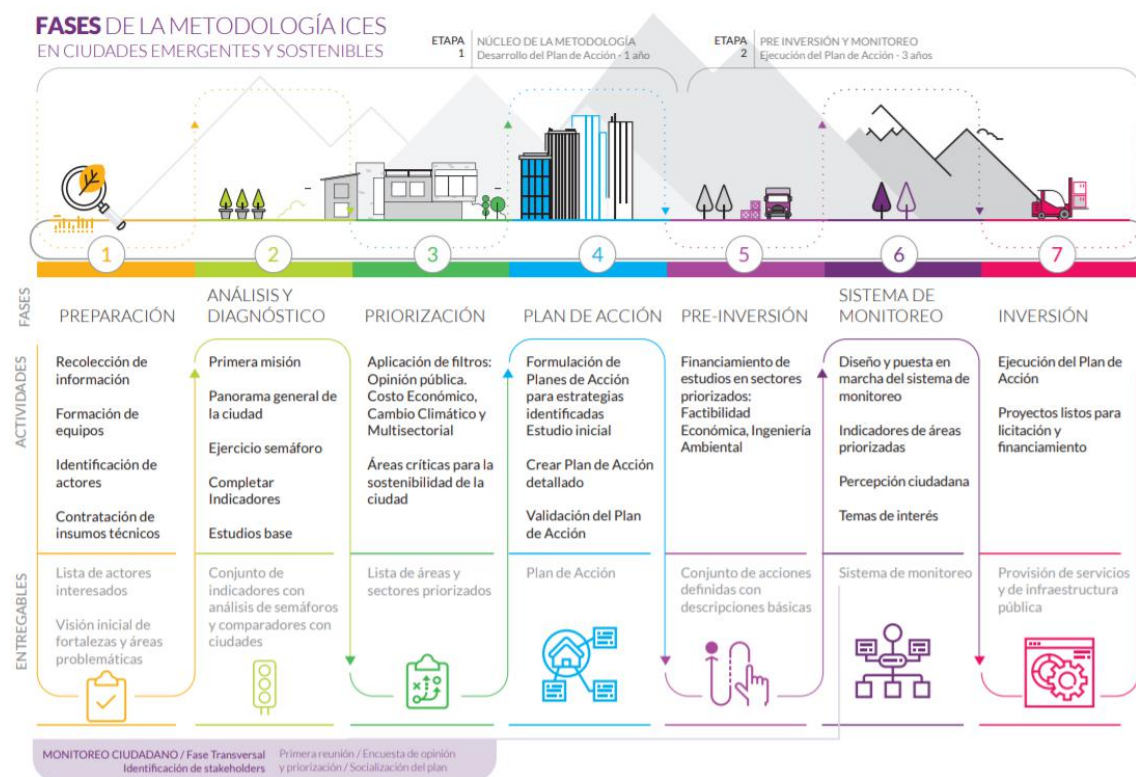 FASES DE LA METODOLOGÍA ICES
EN CIUDADES EMERGENTES Y SOSTENIBLES
ETAPA 1
NÚCLEO DE LA METODOLOGÍA
Desarrollo del Plan de Acción - 1 año
ETAPA 2
PRE INVERSIÓN Y MONITOREO
Ejecución del Plan de Acción - 3 años
1
2
3
4
5
6
7
FASES
PREPARACIÓN
ANÁLISIS Y
DIAGNÓSTICO
PRIORIZACIÓN
PLAN DE ACCIÓN
PRE-INVERSIÓN
SISTEMA DE
MONITOREO
INVERSIÓN
ACTIVIDADES
Recolección de
información
Formación de
equipos
Identificación de
actores
Contratación de
insumos técnicos
Primera misión
Panorama general de
la ciudad
Ejercicio semáforo
Completar
Indicadores
Estudios base
Aplicación de filtros:
Opinión pública.
Costo Económico,
Cambio Climático y
Multisectorial
Áreas críticas para la
sostenibilidad de la
ciudad
Formulación de
Planes de Acción
para estrategias
identificadas
Estudio inicial
Crear Plan de Acción
detallado
Validación del Plan
de Acción
Financiamiento de
estudios en sectores
priorizados:
Factibilidad
Económica, Ingeniería
Ambiental
Diseño y puesta en
marcha del sistema de
monitoreo
Indicadores de áreas
priorizadas
Percepción ciudadana
Temas de interés
Ejecución del Plan de
Acción
Proyectos listos para
licitación y
financiamiento
ENTREGABLES
Lista de actores
interesados
Visión inicial de
fortalezas y áreas
problemáticas
Conjunto de
indicadores con
análisis de semáforos
y comparadores con
ciudades
Lista de áreas y
sectores priorizados
Plan de Acción
Conjunto de acciones
definidas con
descripciones básicas
Sistema de monitoreo
Provisión de servicios
y de infraestructura
pública
MONITOREO CIUDADANO / Fase Transversal
Identificación de stakeholders
Primera reunión / Encuesta de opinión
y priorización / Socialización del plan